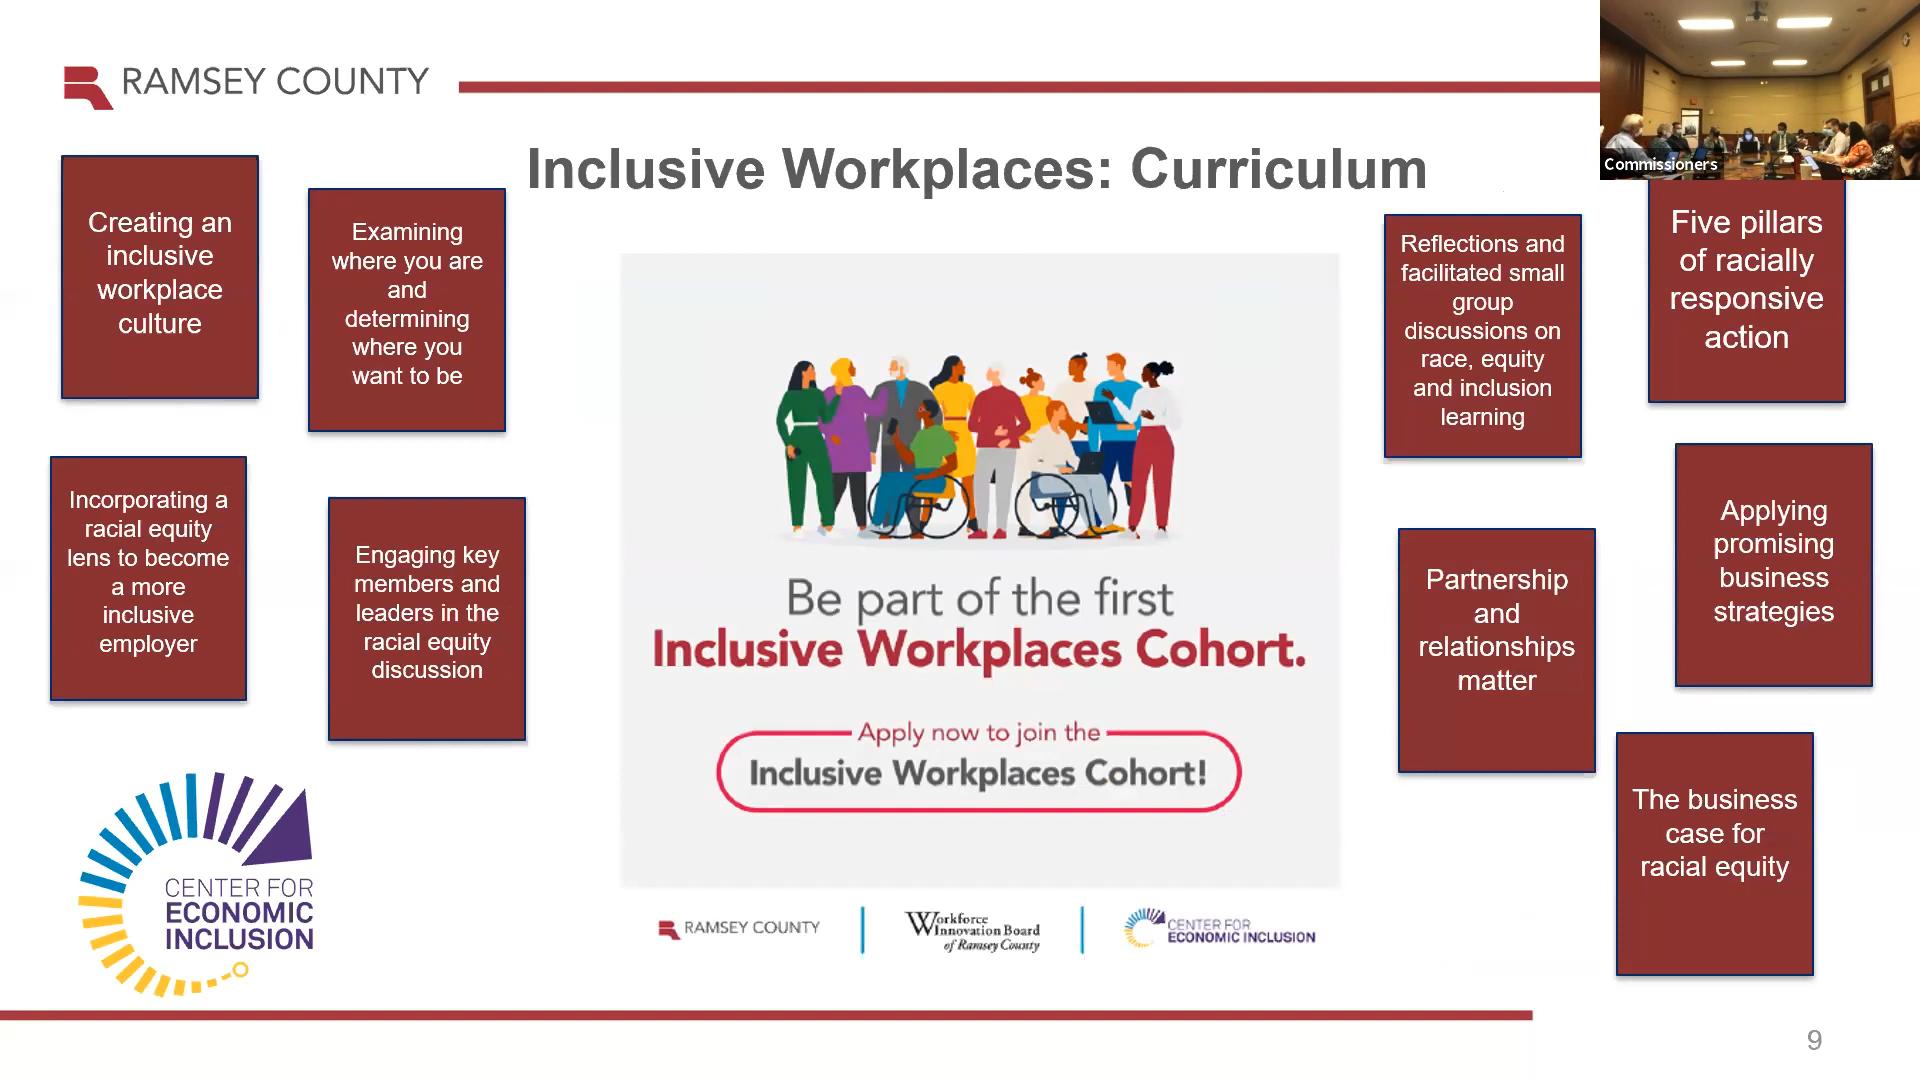 RAMSEY COUNTY
Commissioners
Inclusive Workplaces: Curriculum
Creating an
inclusive
workplace
culture
Examining
where you are
and
determining
where you
want to be
Incorporating a
racial equity
lens to become
a more
inclusive
employer
Engaging key
members and
leaders in the
racial equity
discussion
CENTER FOR
ECONOMIC
INCLUSION
Be part of the first
Inclusive Workplaces Cohort.
Apply now to join the
Inclusive Workplaces Cohort!
RAMSEY COUNTY
Workforce
Innovation Board
of Ramsey County
CENTER FOR
ECONOMIC INCLUSION
Reflections and
facilitated small
group
discussions on
race, equity
and inclusion
learning
Five pillars
of racially
responsive
action
Partnership
and
relationships
matter
Applying
promising
business
strategies
The business
case for
racial equity
9